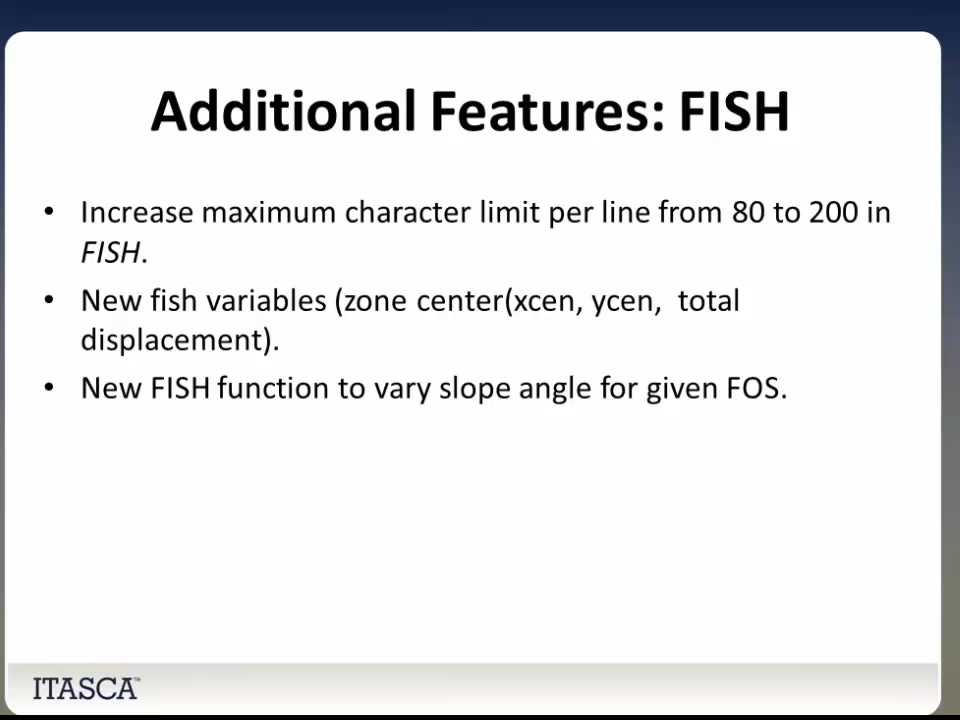 Additional Features: FISH
• Increase maximum character limit per line from 80 to 200 in
FISH.
• New fish variables (zone center(xcen, ycen, total
displacement).
• New FISH function to vary slope angle for given FOS.
ITASCA™